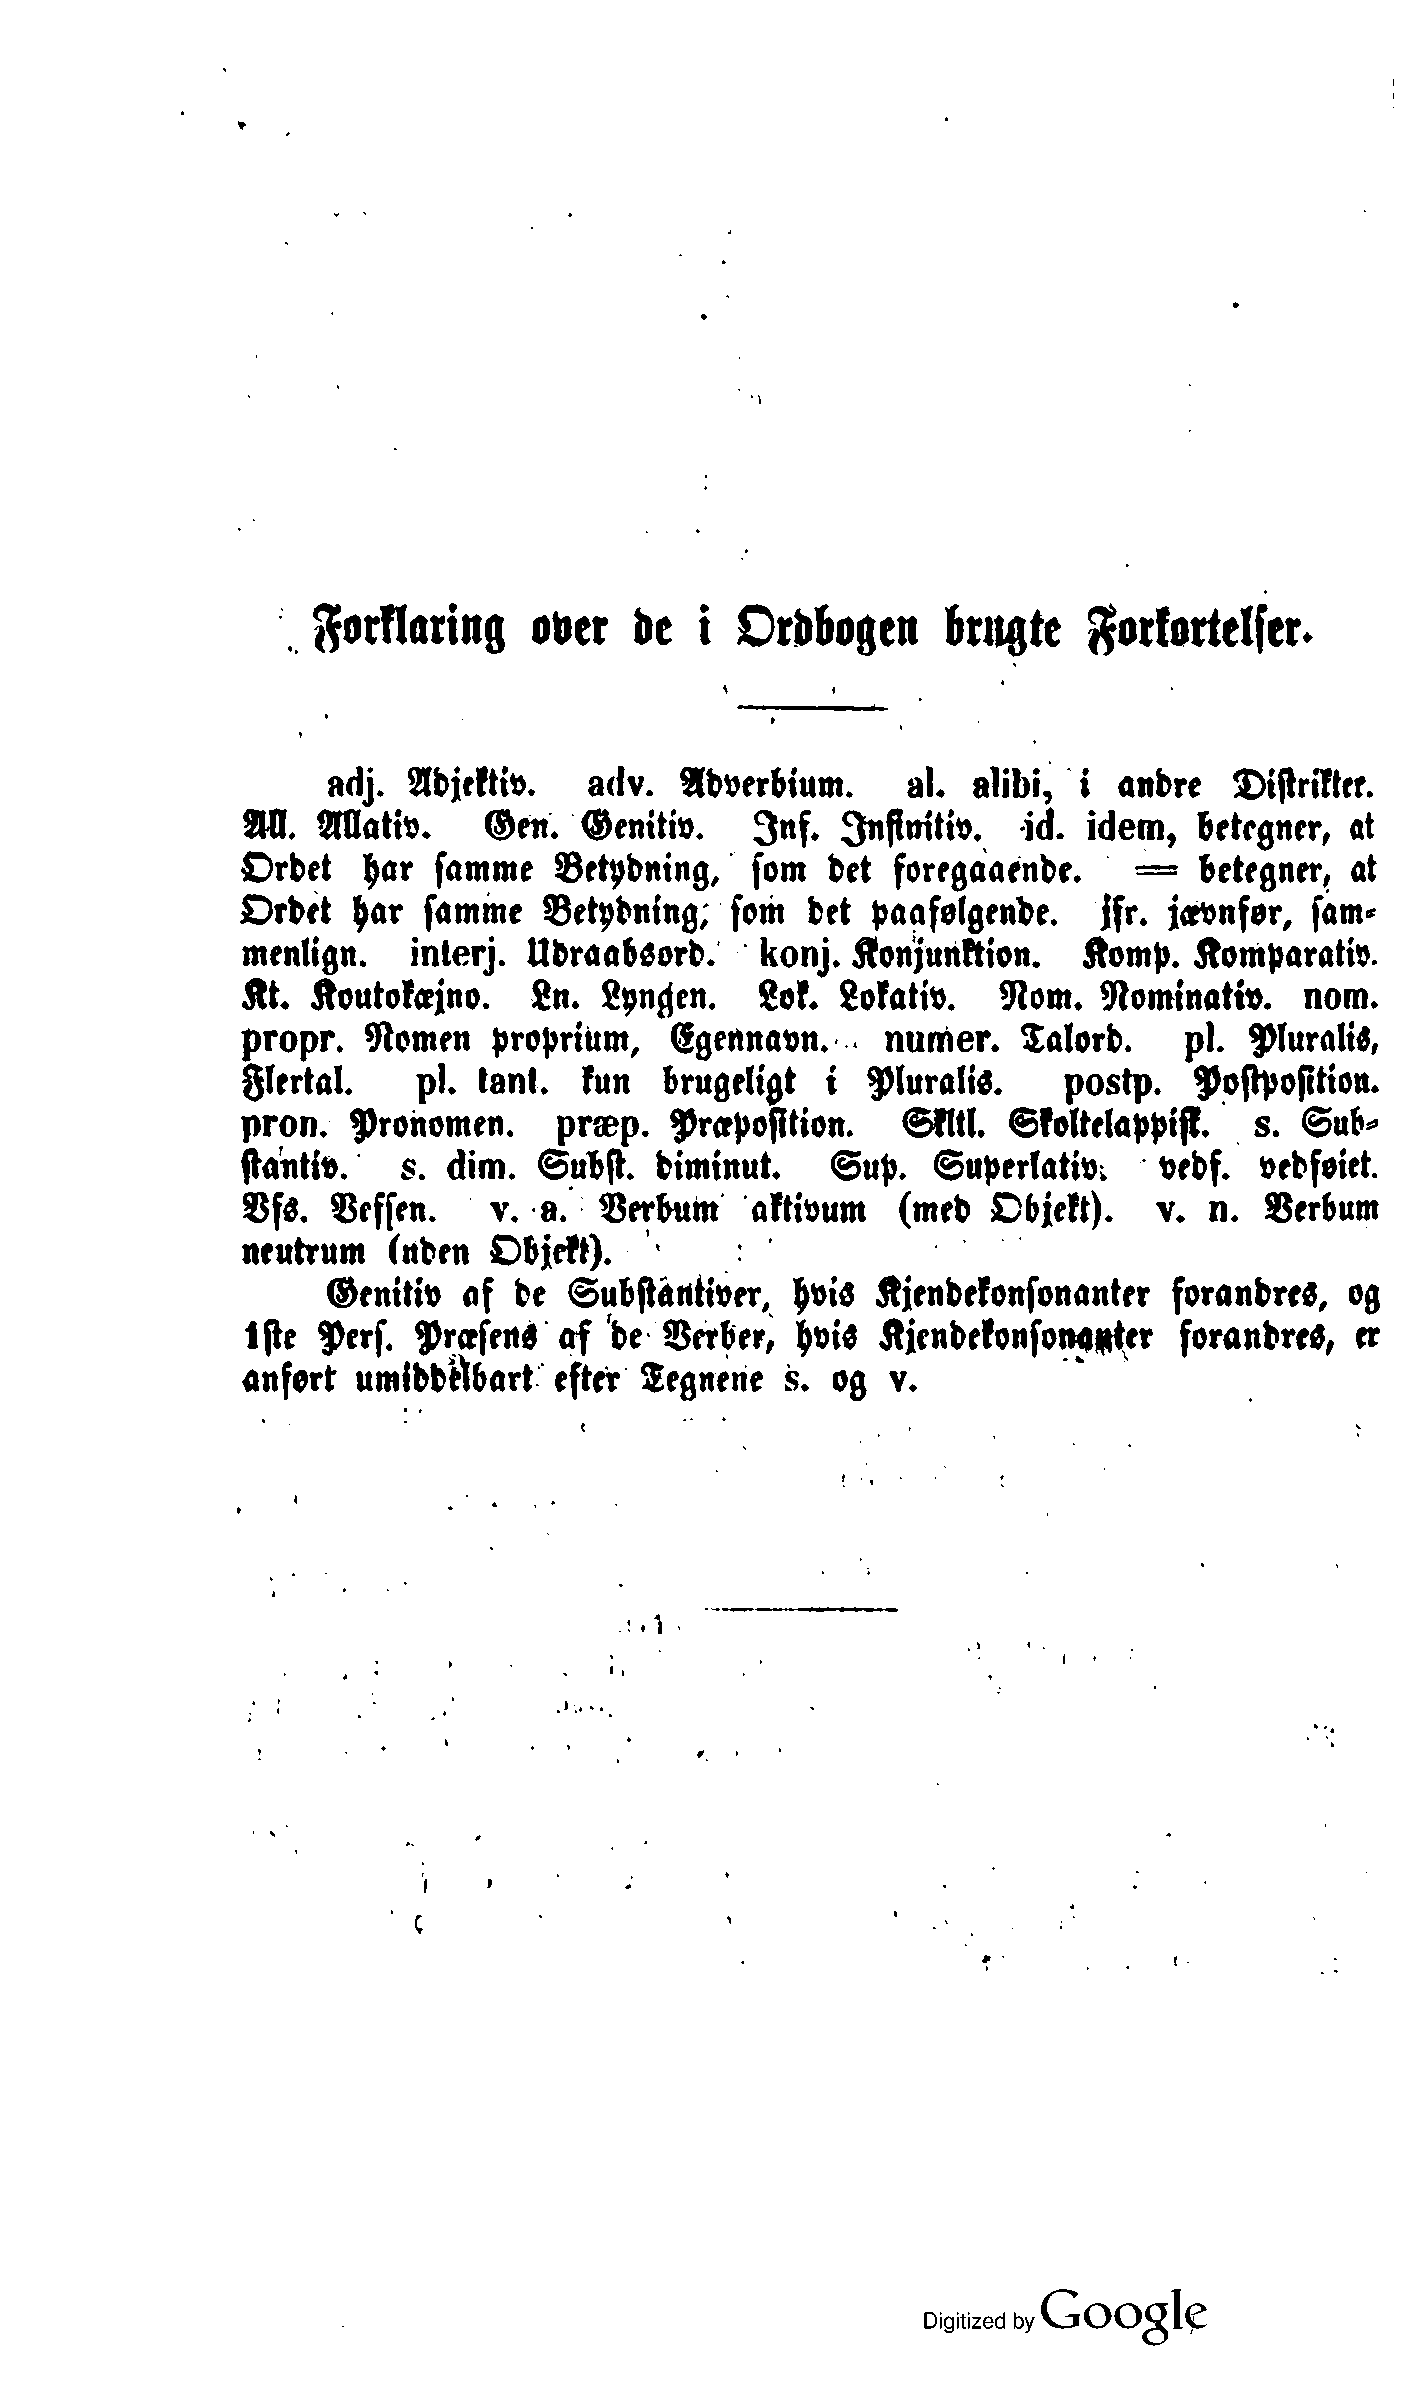 Forklaring over de i Ordbogen brugte Forkortelser.
adj. Adjektiv. adv. Adverbium. al. alibi, i andre Distrikter.
All. Allativ. Gen. Genitiv. Inf. Infinitiv. id. idem, betegner, at
Ordet har samme Betydning, som det foregaaende. = betegner, at
Ordet har samme Betydning, som det paafølgende. jfr. jævnfør, sam-
menlign. interj. Udraabsord. konj. Konjunktion. Komp. Komparativ.
Kt. Koutokæjno. Ln. Lyngen. Lok. Lokativ. Nom. Nominativ. nom.
propr. Nomen proprium, Egennavn. numer. Talord. pl. Pluralis,
Flertal. pl. tant. kun brugeligt i Pluralis. postp. Postposition.
pron. Pronomen. præp. Præposition. Skltl. Skoltelappisk. s. Sub-
stantiv. s. dim. Subst. diminut. Sup. Superlativ. vedf. vedføiet.
Vfs. Vefsen. v. a. Verbum aktivum (med Objekt). v. n. Verbum
neutrum (uden Objekt).
Genitiv af de Substantiver, hvis Kjendekonsonanter forandres, og
1ste Pers. Præsens af de Verber, hvis Kjendekonsonanter forandres, er
anført umiddelbart efter Tegnene s. og v.
Digitized by Google